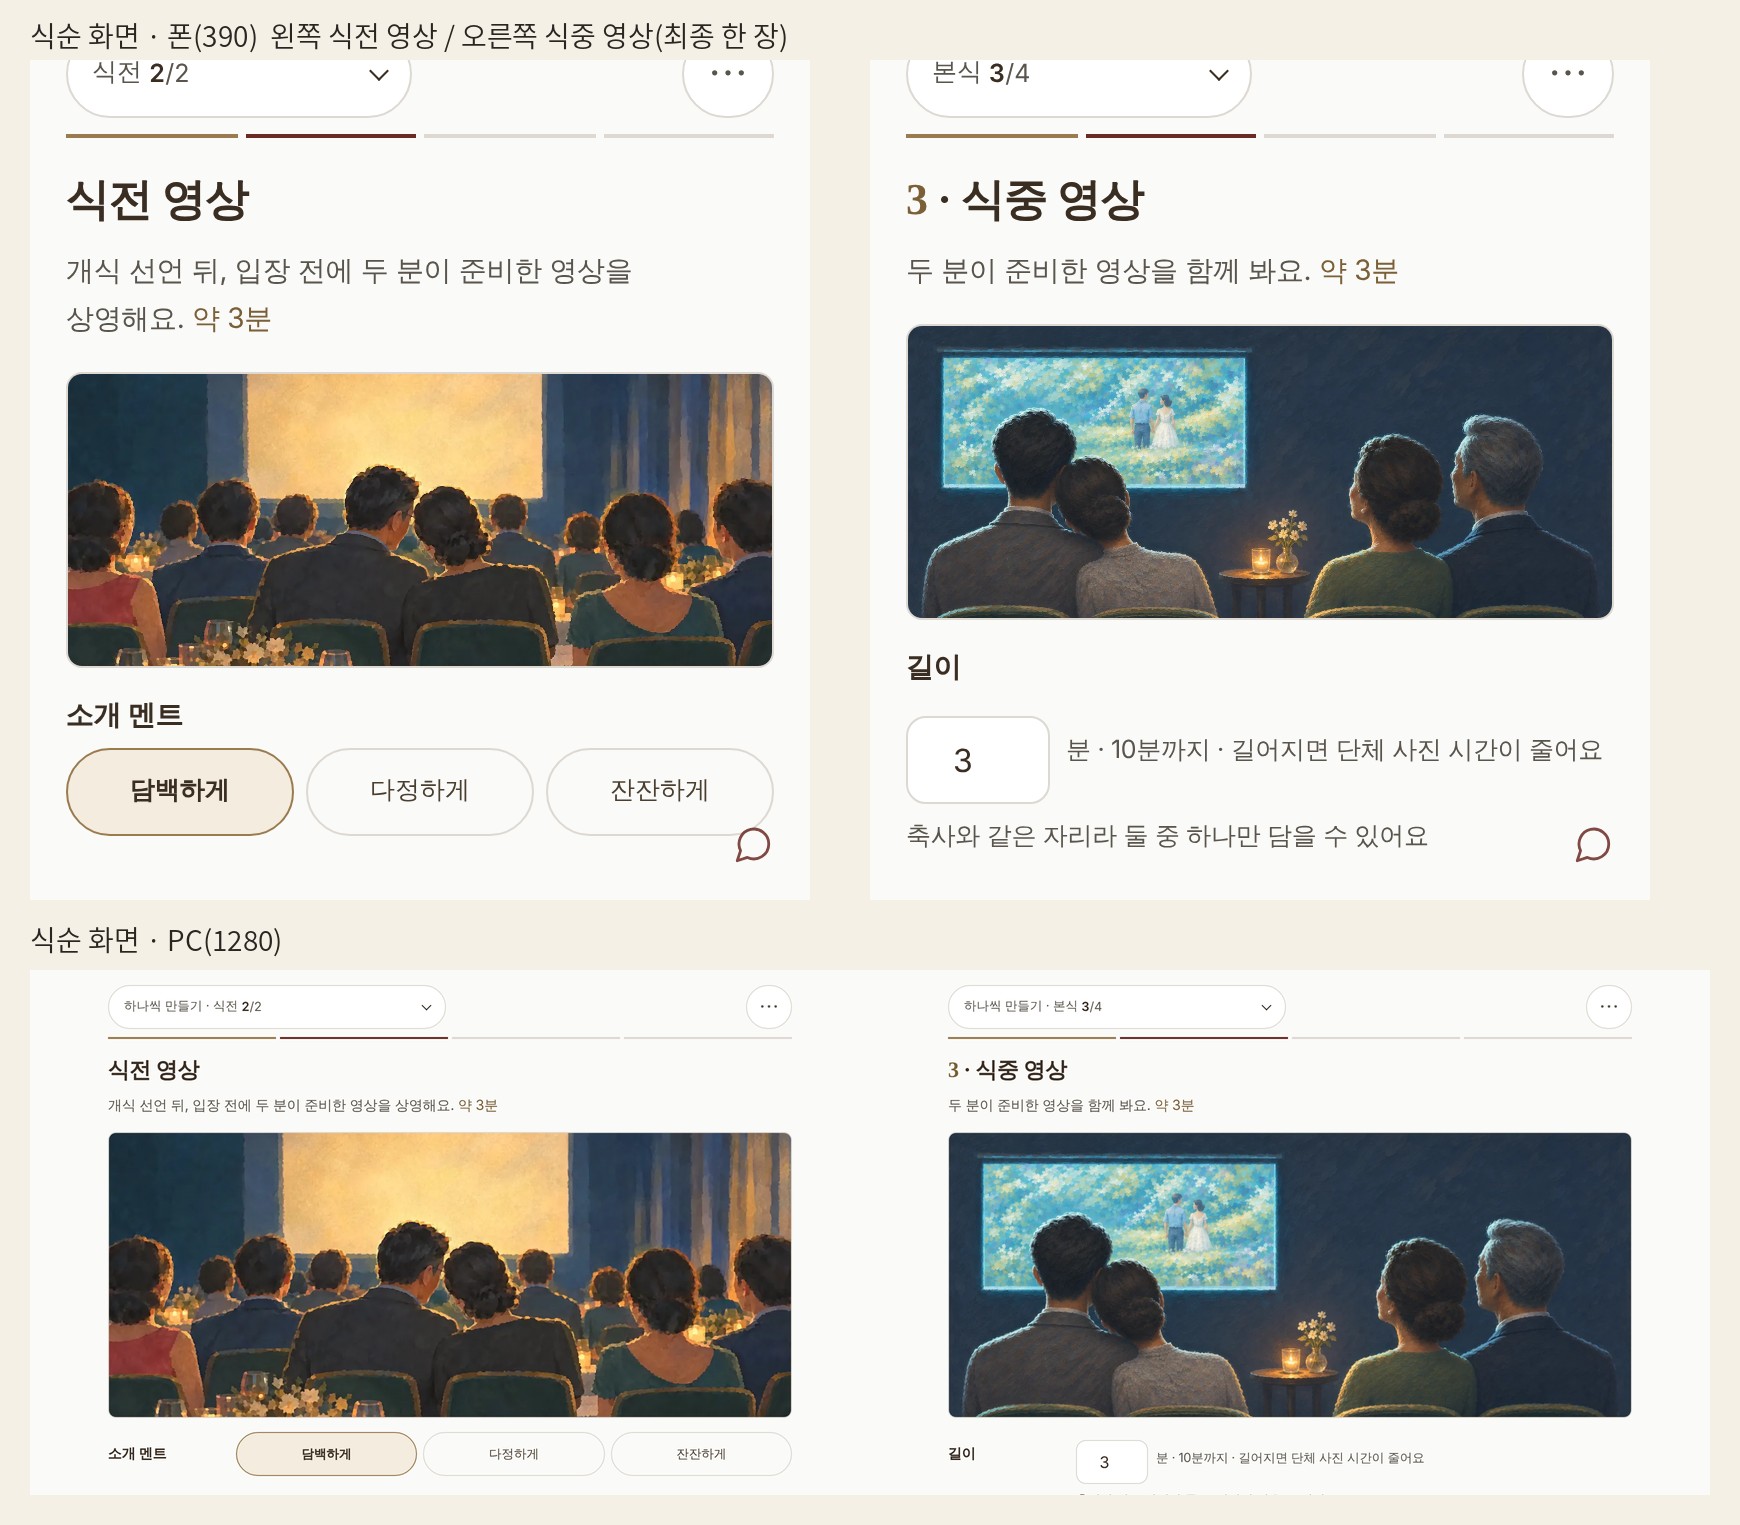 식순 화면 · 폰(390) 왼쪽 식전 영상 / 오른쪽 식중 영상(최종 한 장)
식전 2/2
식전 영상
개식 선언 뒤, 입장 전에 두 분이 준비한 영상을
상영해요. 약 3분
소개 멘트
담백하게
다정하게
잔잔하게
본식 3/4
3 · 식중 영상
두 분이 준비한 영상을 함께 봐요. 약 3분
길이
3
분 · 10분까지 · 길어지면 단체 사진 시간이 줄어요
축사와 같은 자리라 둘 중 하나만 담을 수 있어요
식순 화면 · PC(1280)
하나씩 만들기 · 식전 2/2
식전 영상
개식 선언 뒤, 입장 전에 두 분이 준비한 영상을 상영해요. 약 3분
소개 멘트
담백하게
다정하게
잔잔하게
하나씩 만들기 · 본식 3/4
3 · 식중 영상
두 분이 준비한 영상을 함께 봐요. 약 3분
길이
3
분 · 10분까지 · 길어지면 단체 사진 시간이 줄어요